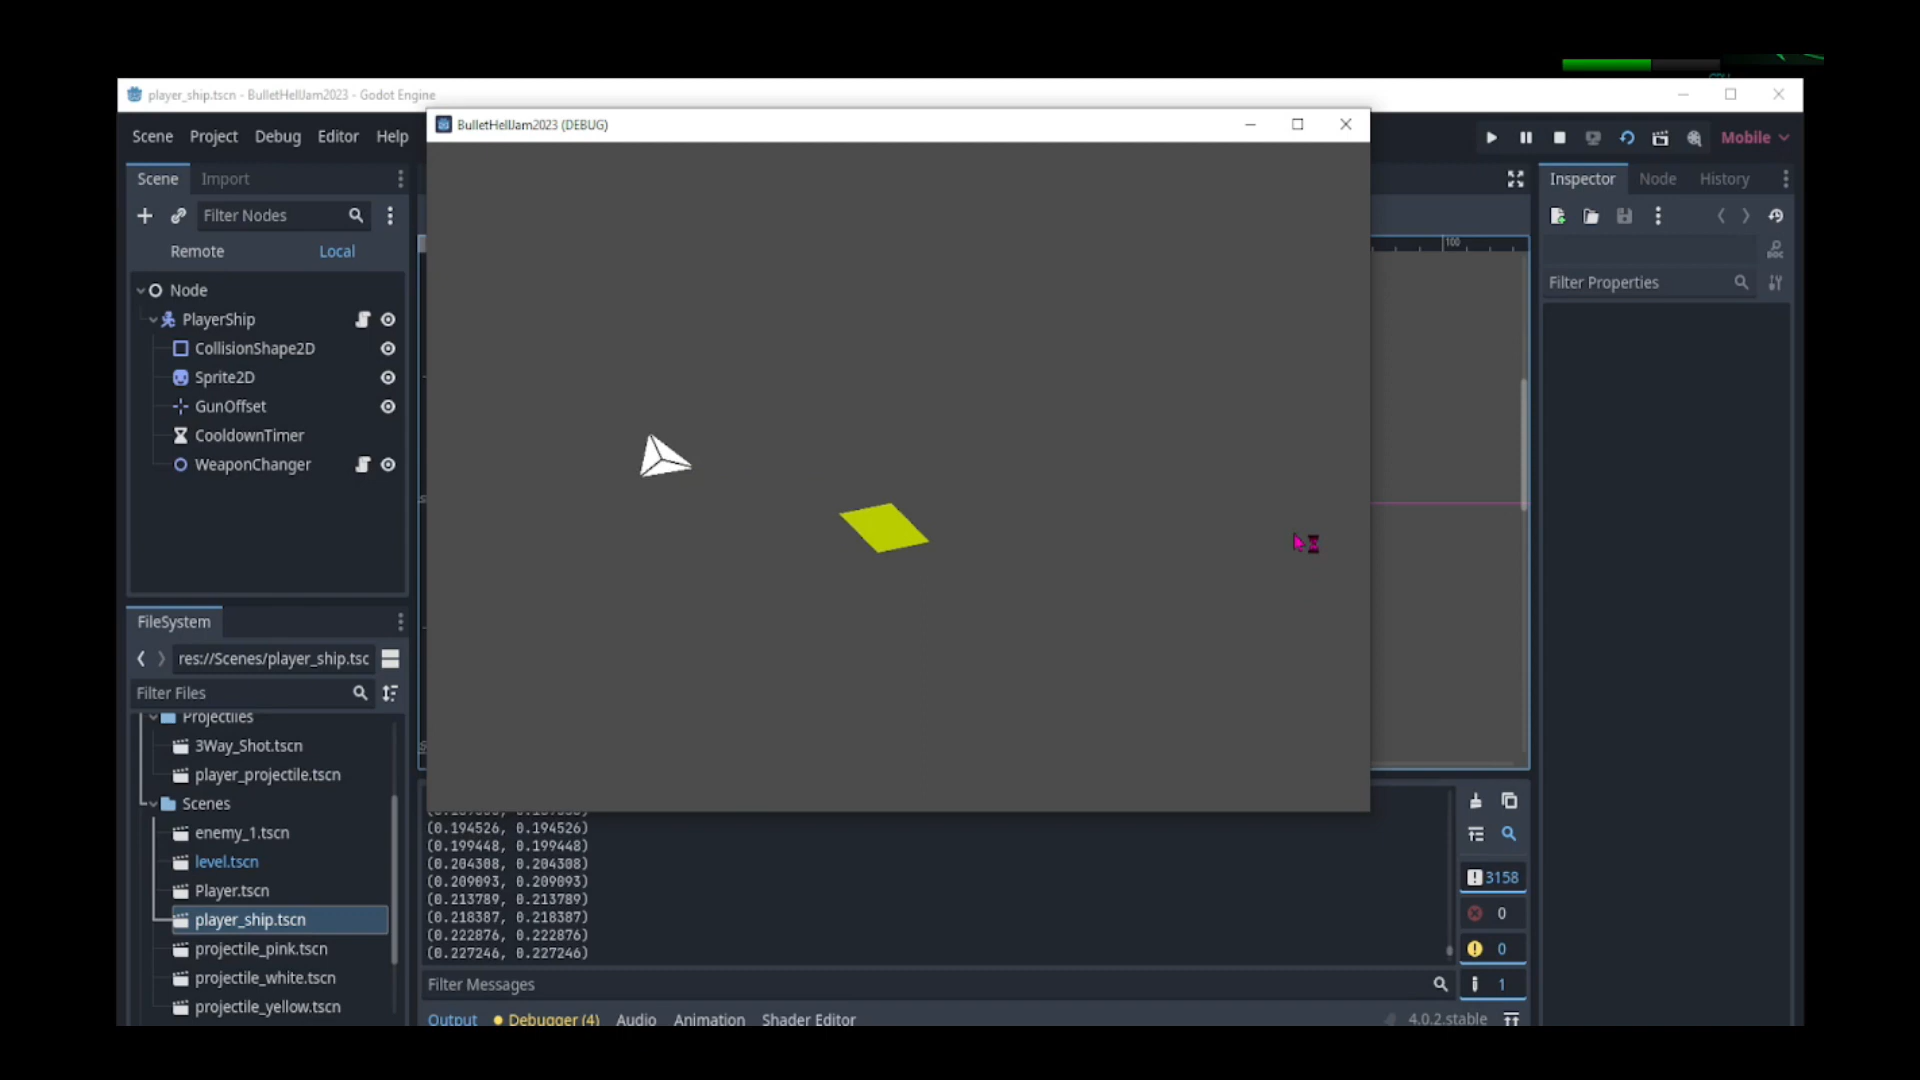 player_ship.tscn - BulletHellJam2023 - Godot Engine
BulletHellJam2023 (DEBUG)
Scene Project Debug Editor Help
Mobile
Scene Import
Inspector Node History
Filter Nodes
Remote Local
100
Filter Properties
Node
PlayerShip
CollisionShape2D
Sprite2D
GunOffset
CooldownTimer
WeaponChanger
FileSystem
res://Scenes/player_ship.tsc
Filter Files
Projectiles
3Way_Shot.tscn
player_projectile.tscn
Scenes
enemy_1.tscn
level.tscn
Player.tscn
player_ship.tscn
projectile_pink.tscn
projectile_white.tscn
projectile_yellow.tscn
(0.194526, 0.194526)
(0.199448, 0.199448)
(0.204308, 0.204308)
(0.209093, 0.209093)
(0.213789, 0.213789)
(0.218387, 0.218387)
(0.222876, 0.222876)
(0.227246, 0.227246)
3158
0
0
1
Filter Messages
Output Debugger (4) Audio Animation Shader Editor
4.0.2.stable